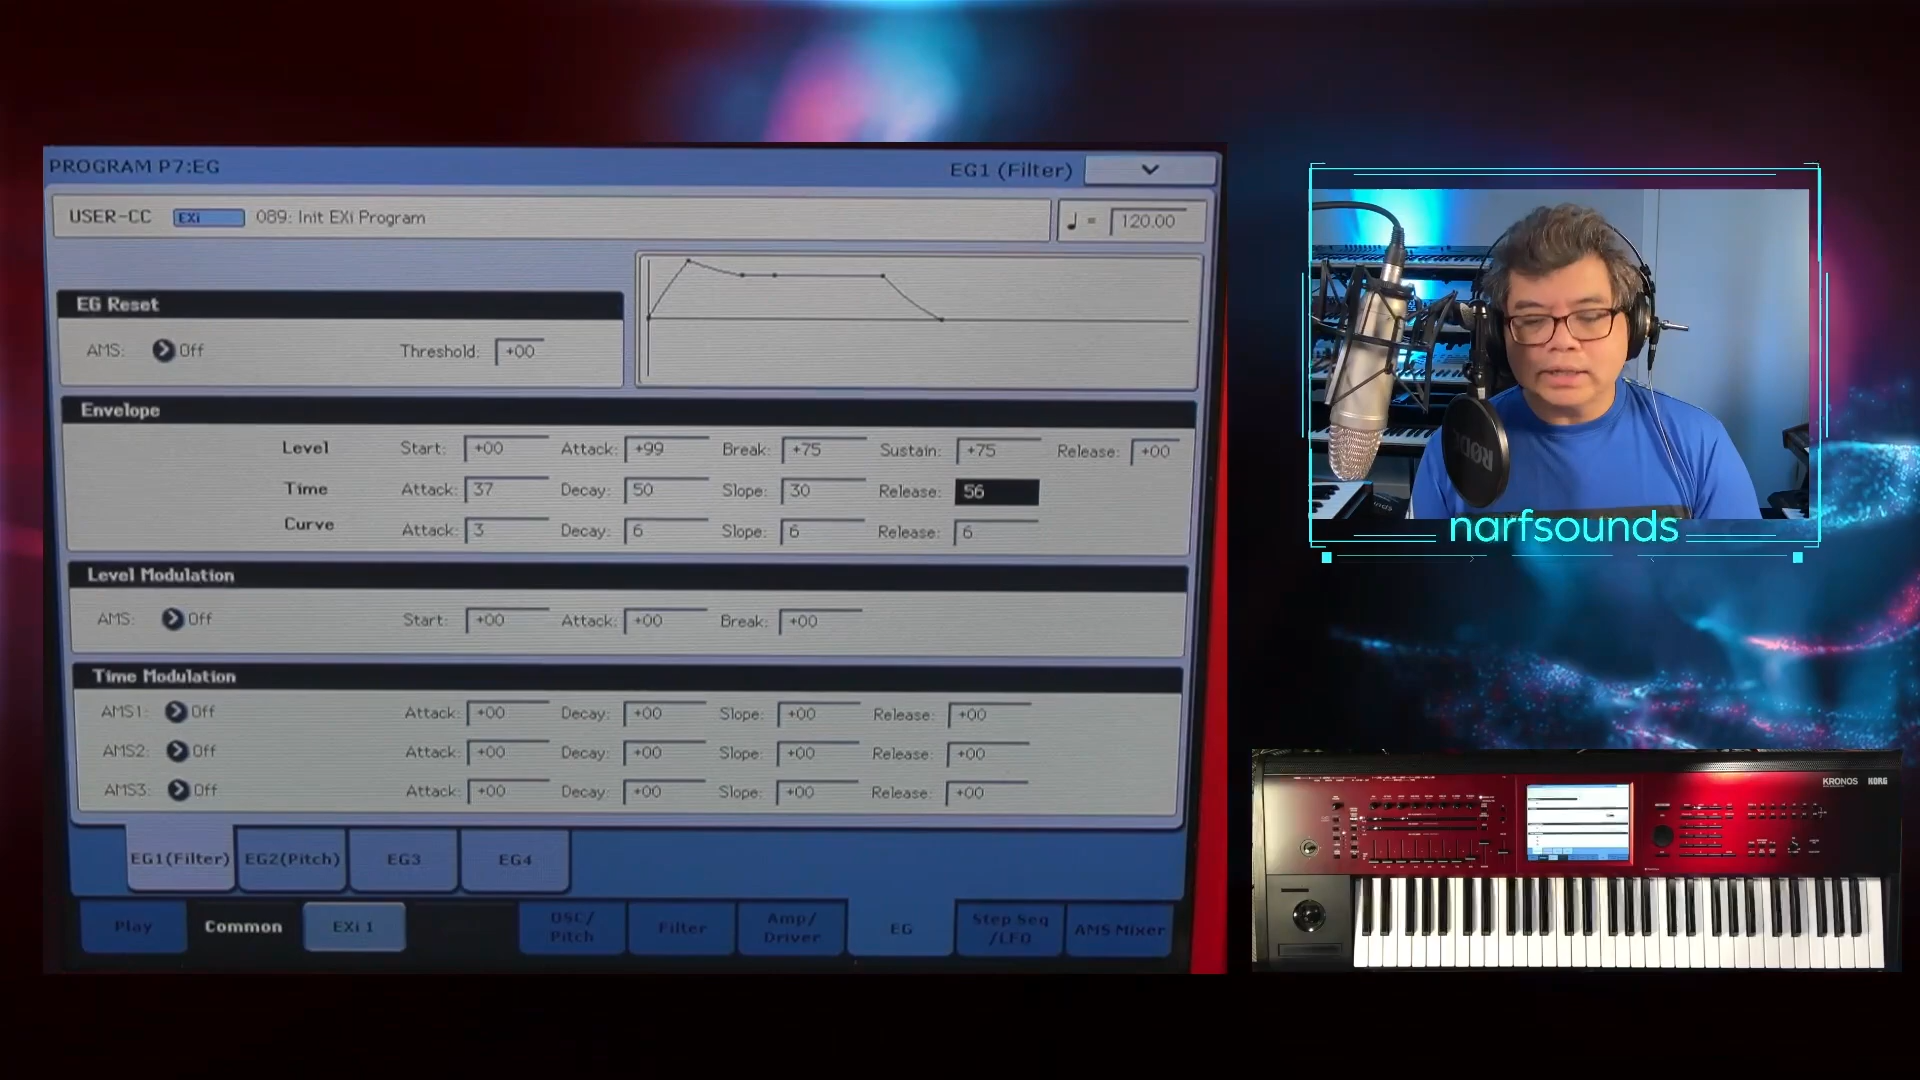 PROGRAM P7:EG EG1 (Filter)
USER-CC EXi 089: Init EXi Program ♩ = 120.00
EG Reset
AMS: Off Threshold: +00
Envelope
Level Start: +00 Attack: +99 Break: +75 Sustain: +75 Release: +00
Time Attack: 37 Decay: 50 Slope: 30 Release: 56
Curve Attack: 3 Decay: 6 Slope: 6 Release: 6
Level Modulation
AMS: Off Start: +00 Attack: +00 Break: +00
Time Modulation
AMS1: Off Attack: +00 Decay: +00 Slope: +00 Release: +00
AMS2: Off Attack: +00 Decay: +00 Slope: +00 Release: +00
AMS3: Off Attack: +00 Decay: +00 Slope: +00 Release: +00
EG1(Filter) EG2(Pitch) EG3 EG4
Play Common EXi 1 OSC/ Pitch Filter Amp/ Driver EG Step Seq /LFO AMS Mixer
RØDE
narfsounds
KRONOS KORG